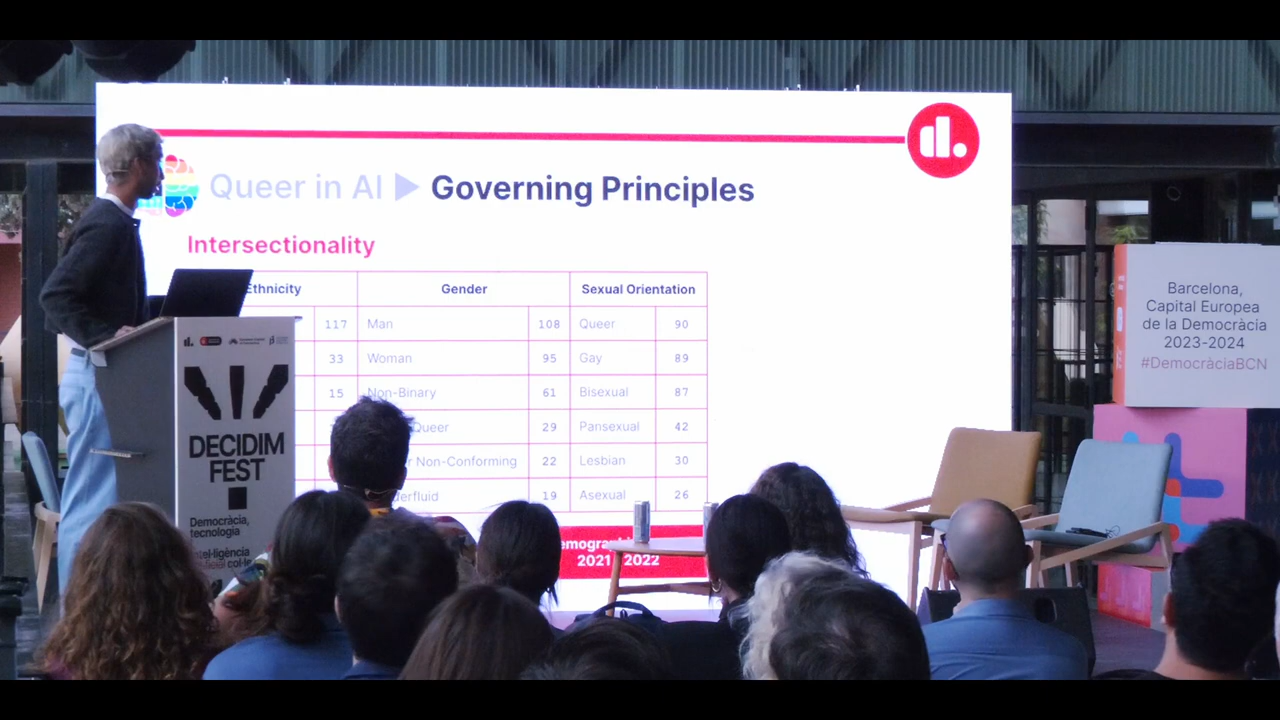 dl.
Queer in AI ▶ Governing Principles
Intersectionality
Ethnicity Gender Sexual Orientation
117 Man 108 Queer 90
33 Woman 95 Gay 89
15 Non-Binary 61 Bisexual 87
Queer 29 Pansexual 42
Non-Conforming 22 Lesbian 30
19 Asexual 26
2021 2022
DECIDIM
FEST
Democràcia,
tecnologia
Barcelona,
Capital Europea
de la Democràcia
2023-2024
#DemocràciaBCN